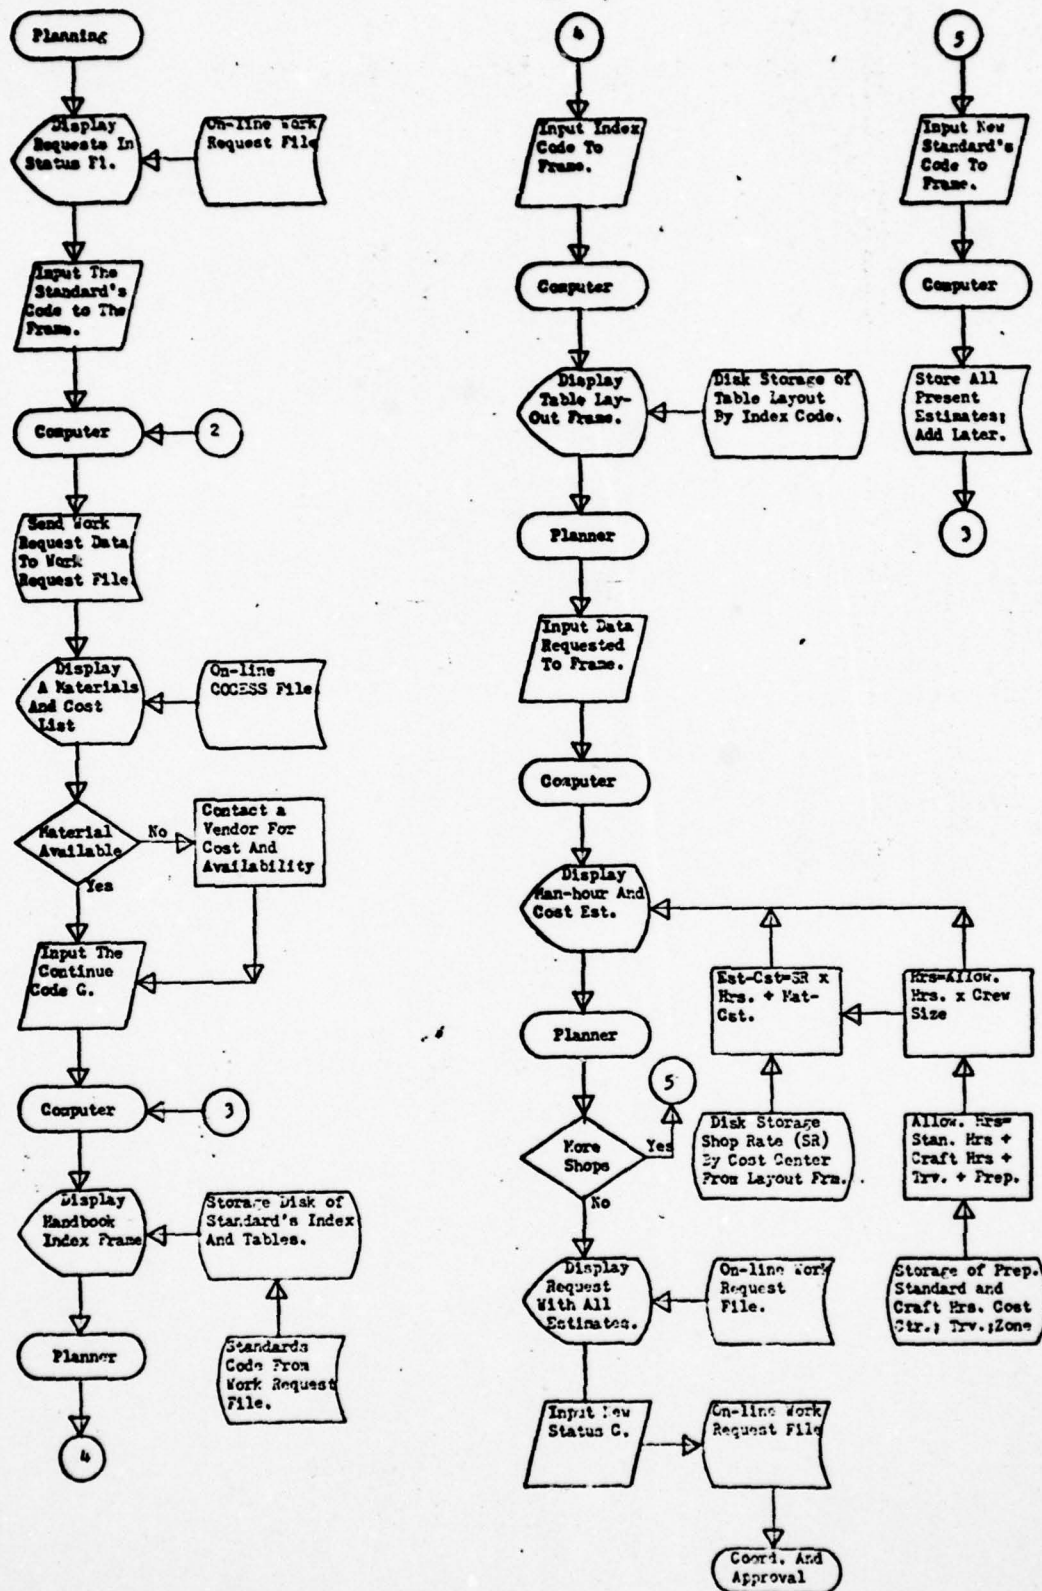 Planning
Display
Requests In
Status F1.
On-line Work
Request File
Input The
Standard's
Code to The
Frame.
Computer
2
Send Work
Request Data
To Work
Request File
Display
A Materials
And Cost
List
On-line
COCESS File
Material
Available
No
Contact a
Vendor For
Cost And
Availability
Yes
Input The
Continue
Code G.
Computer
3
Display
Handbook
Index Frame
Storage Disk of
Standard's Index
And Tables.
Planner
Standards
Code From
Work Request
File.
4
4
Input Index
Code To
Frame.
Computer
Display
Table Lay-
Out Frame.
Disk Storage of
Table Layout
By Index Code.
Planner
Input Data
Requested
To Frame.
Computer
Display
Man-hour And
Cost Est.
Est-Cst=SR x
Hrs. + Mat-
Cst.
Hrs=Allow.
Hrs. x Crew
Size
Planner
5
More
Shops
Yes
Disk Storage
Shop Rate (SR)
By Cost Center
From Layout Frm.
Allow. Hrs=
Stan. Hrs +
Craft Hrs +
Trv. + Prep.
No
Display
Request
With All
Estimates.
On-line Work
Request
File.
Storage of Prep.
Standard and
Craft Hrs. Cost
Ctr.; Trv.;Zone
Input New
Status C.
On-line Work
Request File
Coord. And
Approval
5
Input New
Standard's
Code To
Frame.
Computer
Store All
Present
Estimates;
Add Later.
3